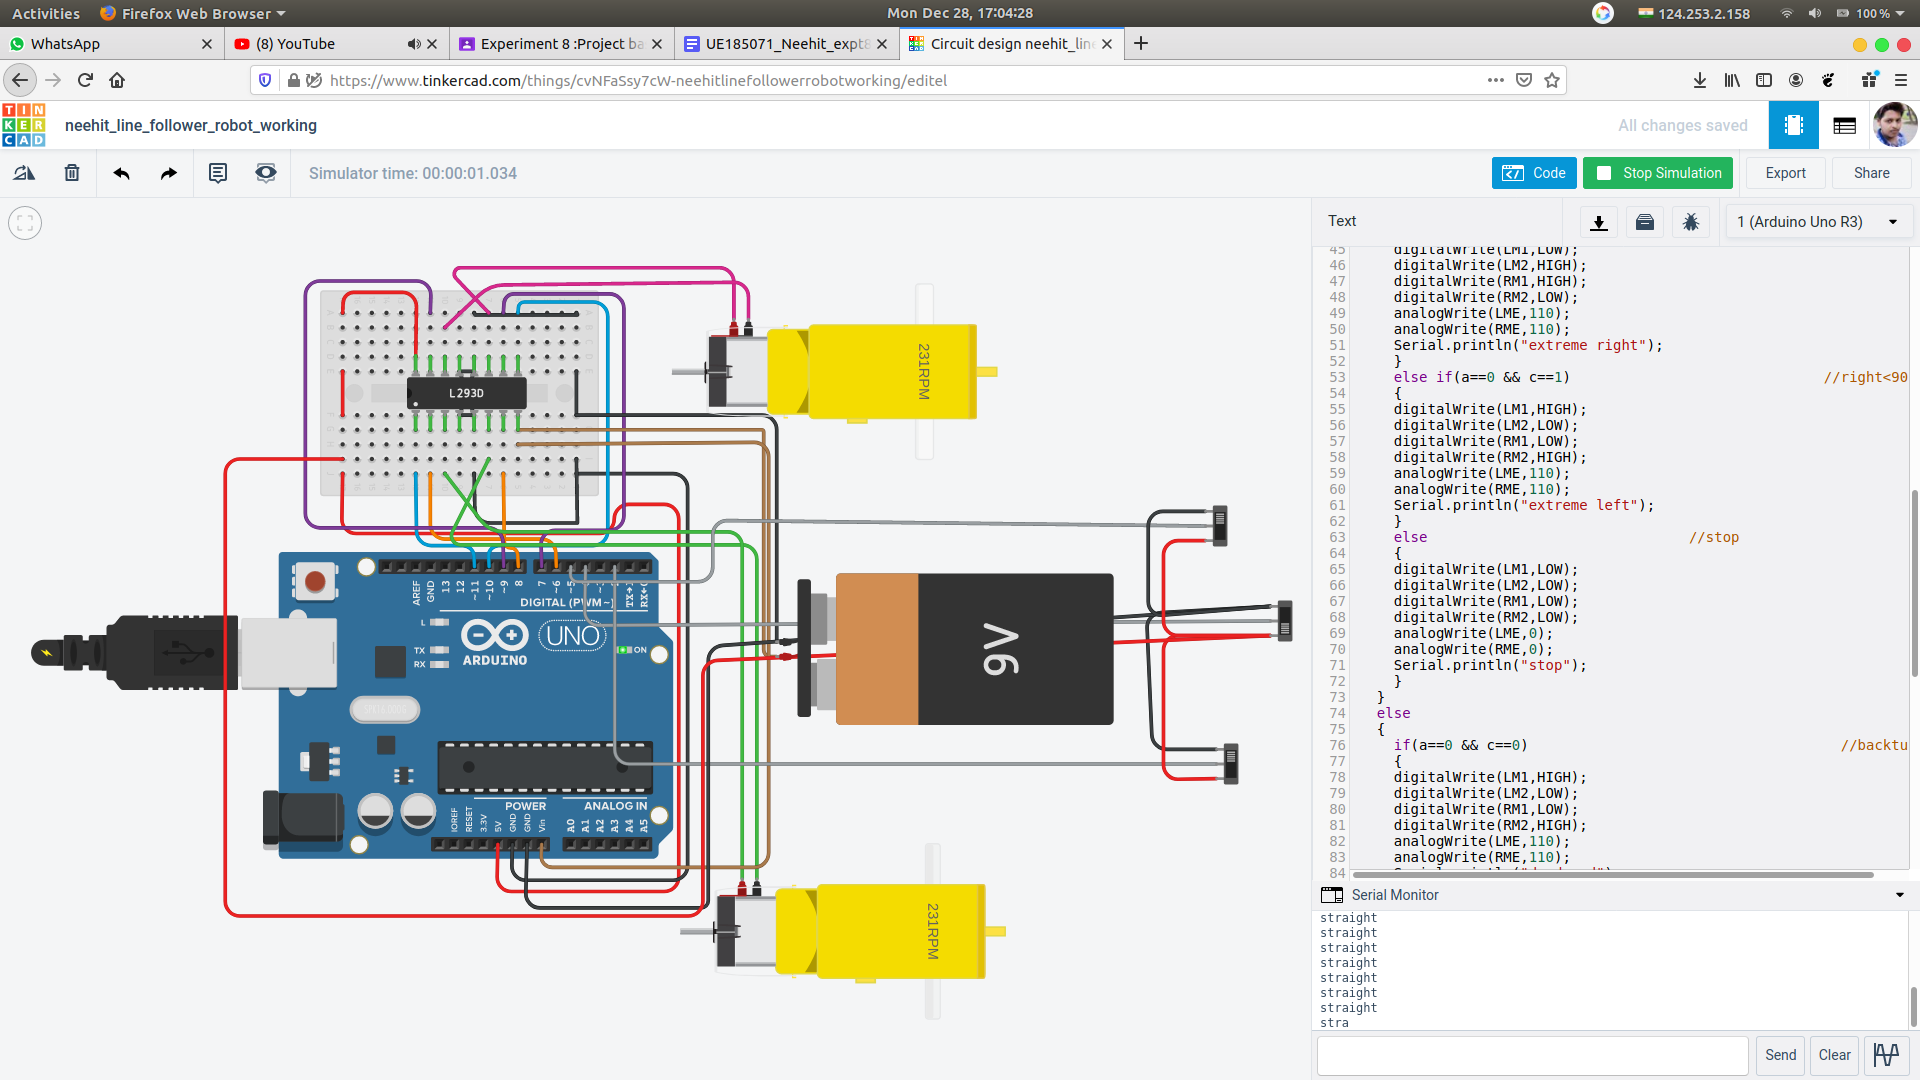 Activities
Firefox Web Browser
Mon Dec 28, 17:04:28
124.253.2.158
100 %
WhatsApp
(8) YouTube
Experiment 8 :Project ba
UE185071_Neehit_expt8
Circuit design neehit_line
https://www.tinkercad.com/things/cvNFaSsy7cW-neehitlinefollowerrobotworking/editel
TIN
KER
CAD
neehit_line_follower_robot_working
All changes saved
Simulator time: 00:00:01.034
Code
Stop Simulation
Export
Share
Text
1 (Arduino Uno R3)
45 digitalWrite(LM1,LOW);
46 digitalWrite(LM2,HIGH);
47 digitalWrite(RM1,HIGH);
48 digitalWrite(RM2,LOW);
49 analogWrite(LME,110);
50 analogWrite(RME,110);
51 Serial.println("extreme right");
52 }
53 else if(a==0 && c==1) //right<90
54 {
55 digitalWrite(LM1,HIGH);
56 digitalWrite(LM2,LOW);
57 digitalWrite(RM1,LOW);
58 digitalWrite(RM2,HIGH);
59 analogWrite(LME,110);
60 analogWrite(RME,110);
61 Serial.println("extreme left");
62 }
63 else //stop
64 {
65 digitalWrite(LM1,LOW);
66 digitalWrite(LM2,LOW);
67 digitalWrite(RM1,LOW);
68 digitalWrite(RM2,LOW);
69 analogWrite(LME,0);
70 analogWrite(RME,0);
71 Serial.println("stop");
72 }
73 }
74 else
75 {
76 if(a==0 && c==0) //backtu
77 {
78 digitalWrite(LM1,HIGH);
79 digitalWrite(LM2,LOW);
80 digitalWrite(RM1,LOW);
81 digitalWrite(RM2,HIGH);
82 analogWrite(LME,110);
83 analogWrite(RME,110);
84
Serial Monitor
straight
straight
straight
straight
straight
straight
straight
stra
Send
Clear
L293D
231RPM
9V
231RPM
AREF
GND
13
12
~11
~10
~9
8
7
~6
~5
TX→
RX←
DIGITAL (PWM~)
L
TX
RX
ARDUINO
UNO
ON
POWER
ANALOG IN
IOREF
RESET
3.3V
5V
GND
GND
Vin
A0
A1
A2
A3
A4
A5